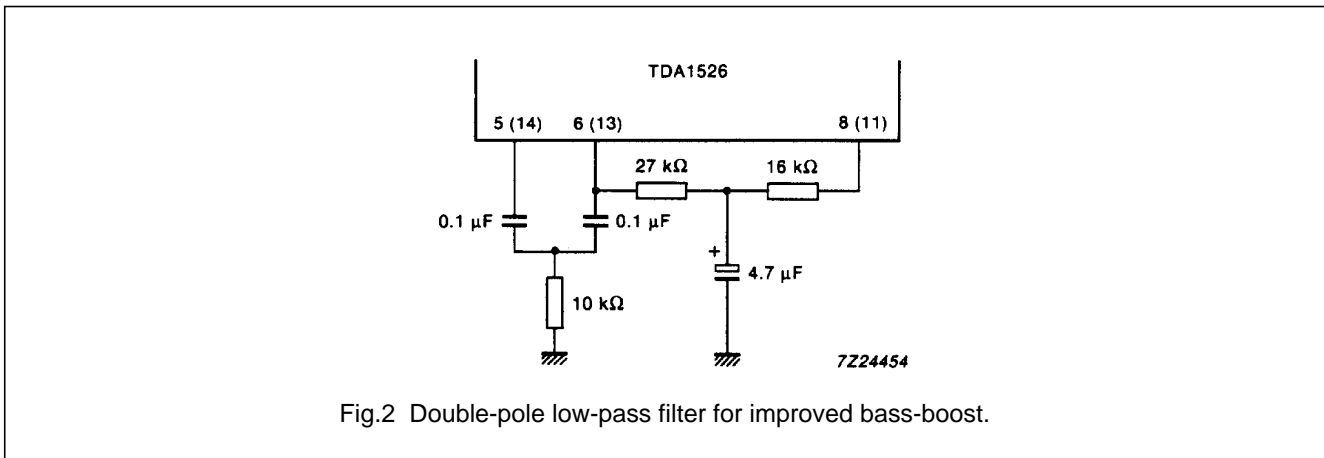 TDA1526
5 (14) 6 (13) 8 (11)
27 kΩ 16 kΩ
0.1 µF 0.1 µF
+
4.7 µF
10 kΩ
7Z24454
Fig.2 Double-pole low-pass filter for improved bass-boost.